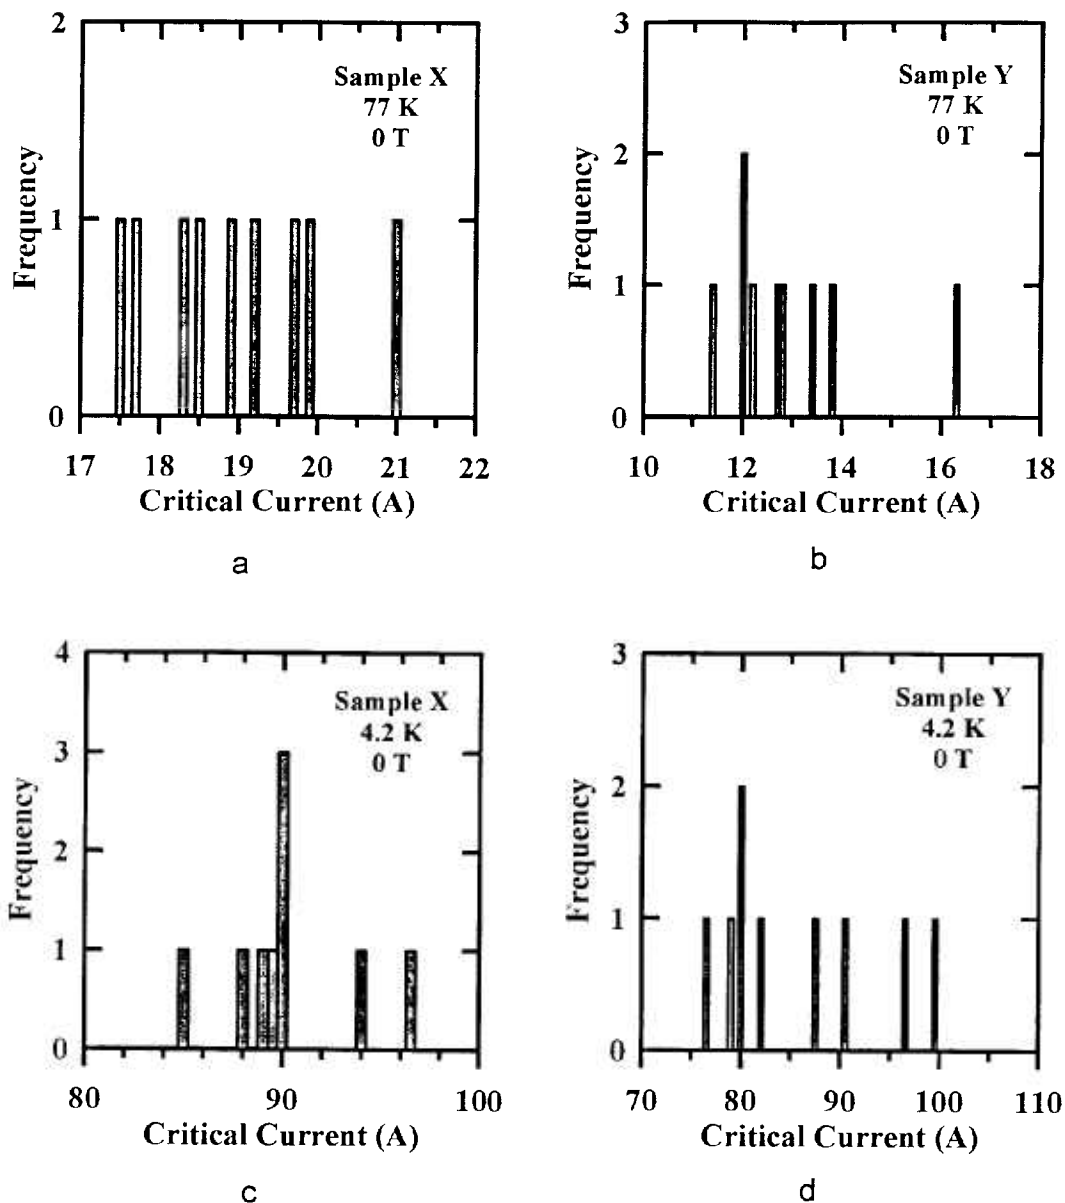 2
Sample X
77 K
0 T
Frequency
1
0
17 18 19 20 21 22
Critical Current (A)
a
3
Sample Y
77 K
0 T
2
Frequency
1
0
10 12 14 16 18
Critical Current (A)
b
4
Sample X
4.2 K
0 T
3
Frequency
2
1
0
80 90 100
Critical Current (A)
c
3
Sample Y
4.2 K
0 T
2
Frequency
1
0
70 80 90 100 110
Critical Current (A)
d